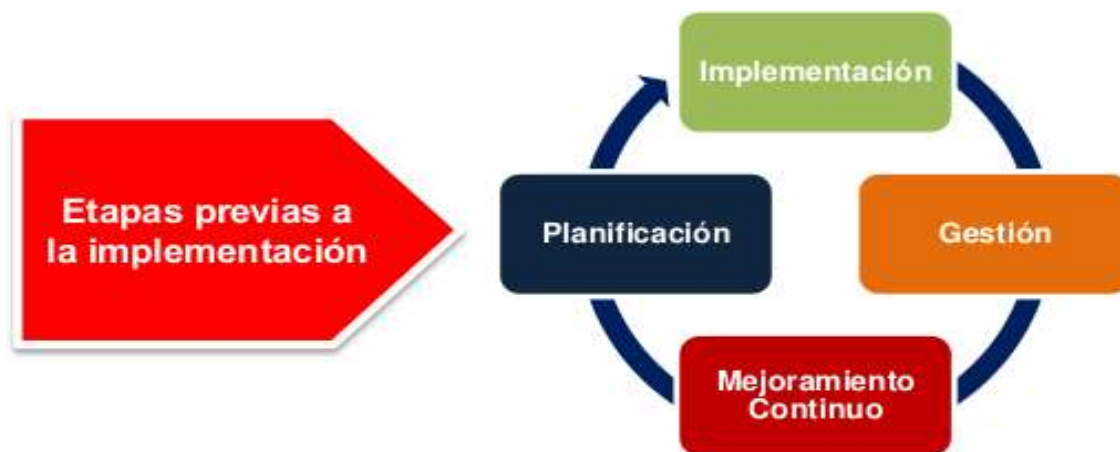 Etapas previas a
la implementación
Implementación
Planificación
Gestión
Mejoramiento
Continuo